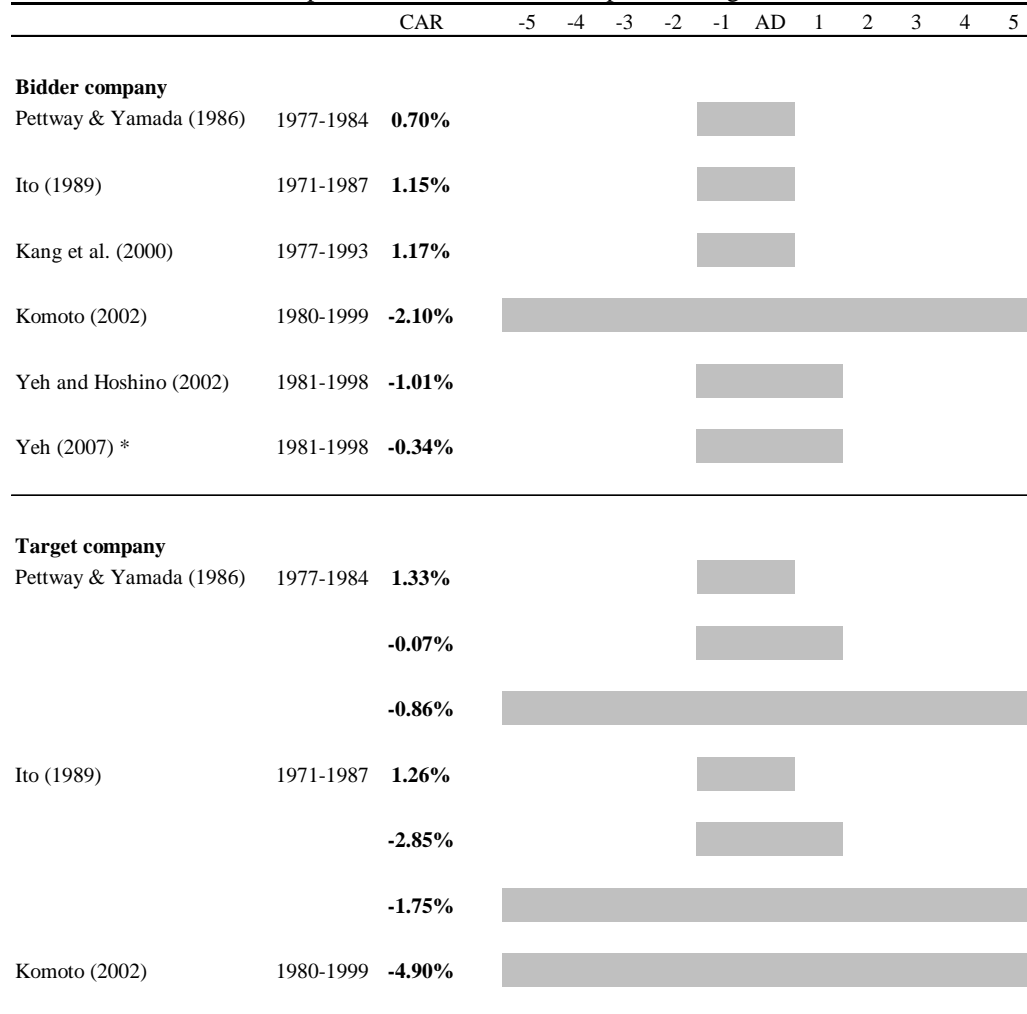 CAR -5 -4 -3 -2 -1 AD 1 2 3 4 5
Bidder company
Pettway & Yamada (1986) 1977-1984 0.70%
Ito (1989) 1971-1987 1.15%
Kang et al. (2000) 1977-1993 1.17%
Komoto (2002) 1980-1999 -2.10%
Yeh and Hoshino (2002) 1981-1998 -1.01%
Yeh (2007) * 1981-1998 -0.34%
Target company
Pettway & Yamada (1986) 1977-1984 1.33%
-0.07%
-0.86%
Ito (1989) 1971-1987 1.26%
-2.85%
-1.75%
Komoto (2002) 1980-1999 -4.90%